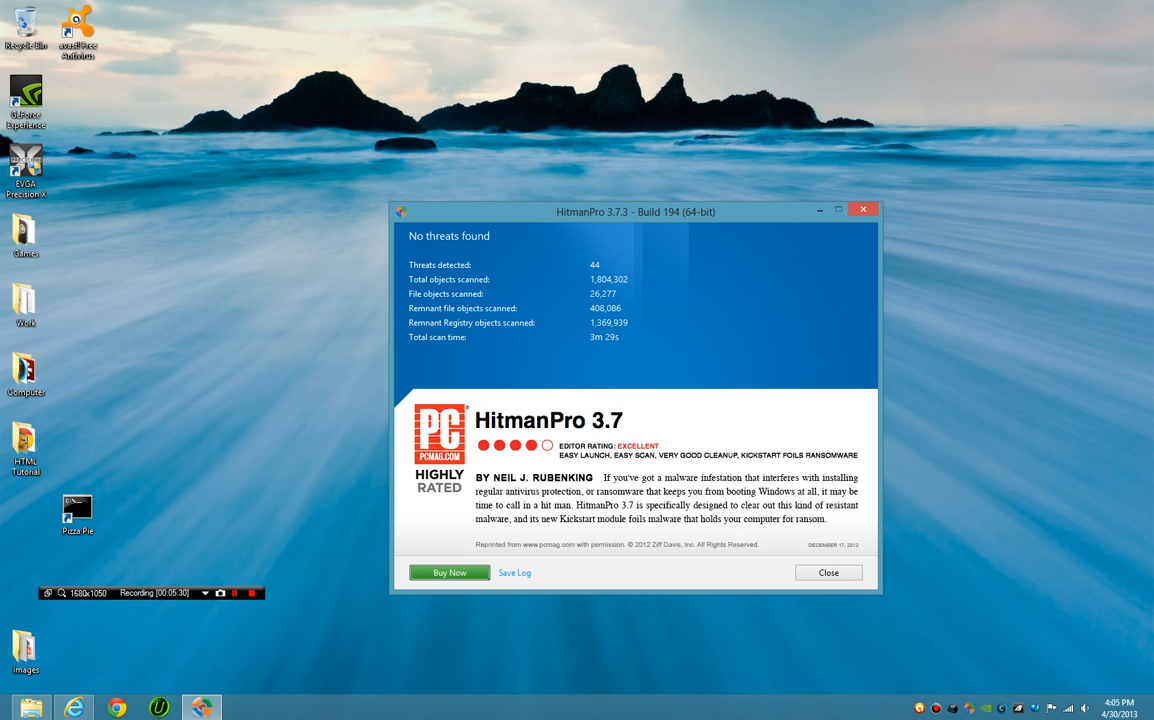 Recycle Bin
avast! Free
Antivirus
GeForce
Experience
EVGA
Precision X
Games
Work
Computer
HTML
Tutorial
C:\
Pizza Pie
1680x1050 Recording [00:05:30]
Images
HitmanPro 3.7.3 - Build 194 (64-bit)
No threats found
Threats detected: 44
Total objects scanned: 1,804,302
File objects scanned: 26,277
Remnant file objects scanned: 408,086
Remnant Registry objects scanned: 1,369,939
Total scan time: 3m 29s
PC
PCMAG.COM
HIGHLY
RATED
HitmanPro 3.7
EDITOR RATING: EXCELLENT
EASY LAUNCH, EASY SCAN, VERY GOOD CLEANUP, KICKSTART FOILS RANSOMWARE
BY NEIL J. RUBENKING If you've got a malware infestation that interferes with installing
regular antivirus protection, or ransomware that keeps you from booting Windows at all, it may be
time to call in a hit man. HitmanPro 3.7 is specifically designed to clear out this kind of resistant
malware, and its new Kickstart module foils malware that holds your computer for ransom.
Reprinted from www.pcmag.com with permission. © 2012 Ziff Davis, Inc. All Rights Reserved.
DECEMBER 17, 2012
Buy Now
Save Log
Close
4:05 PM
4/30/2013